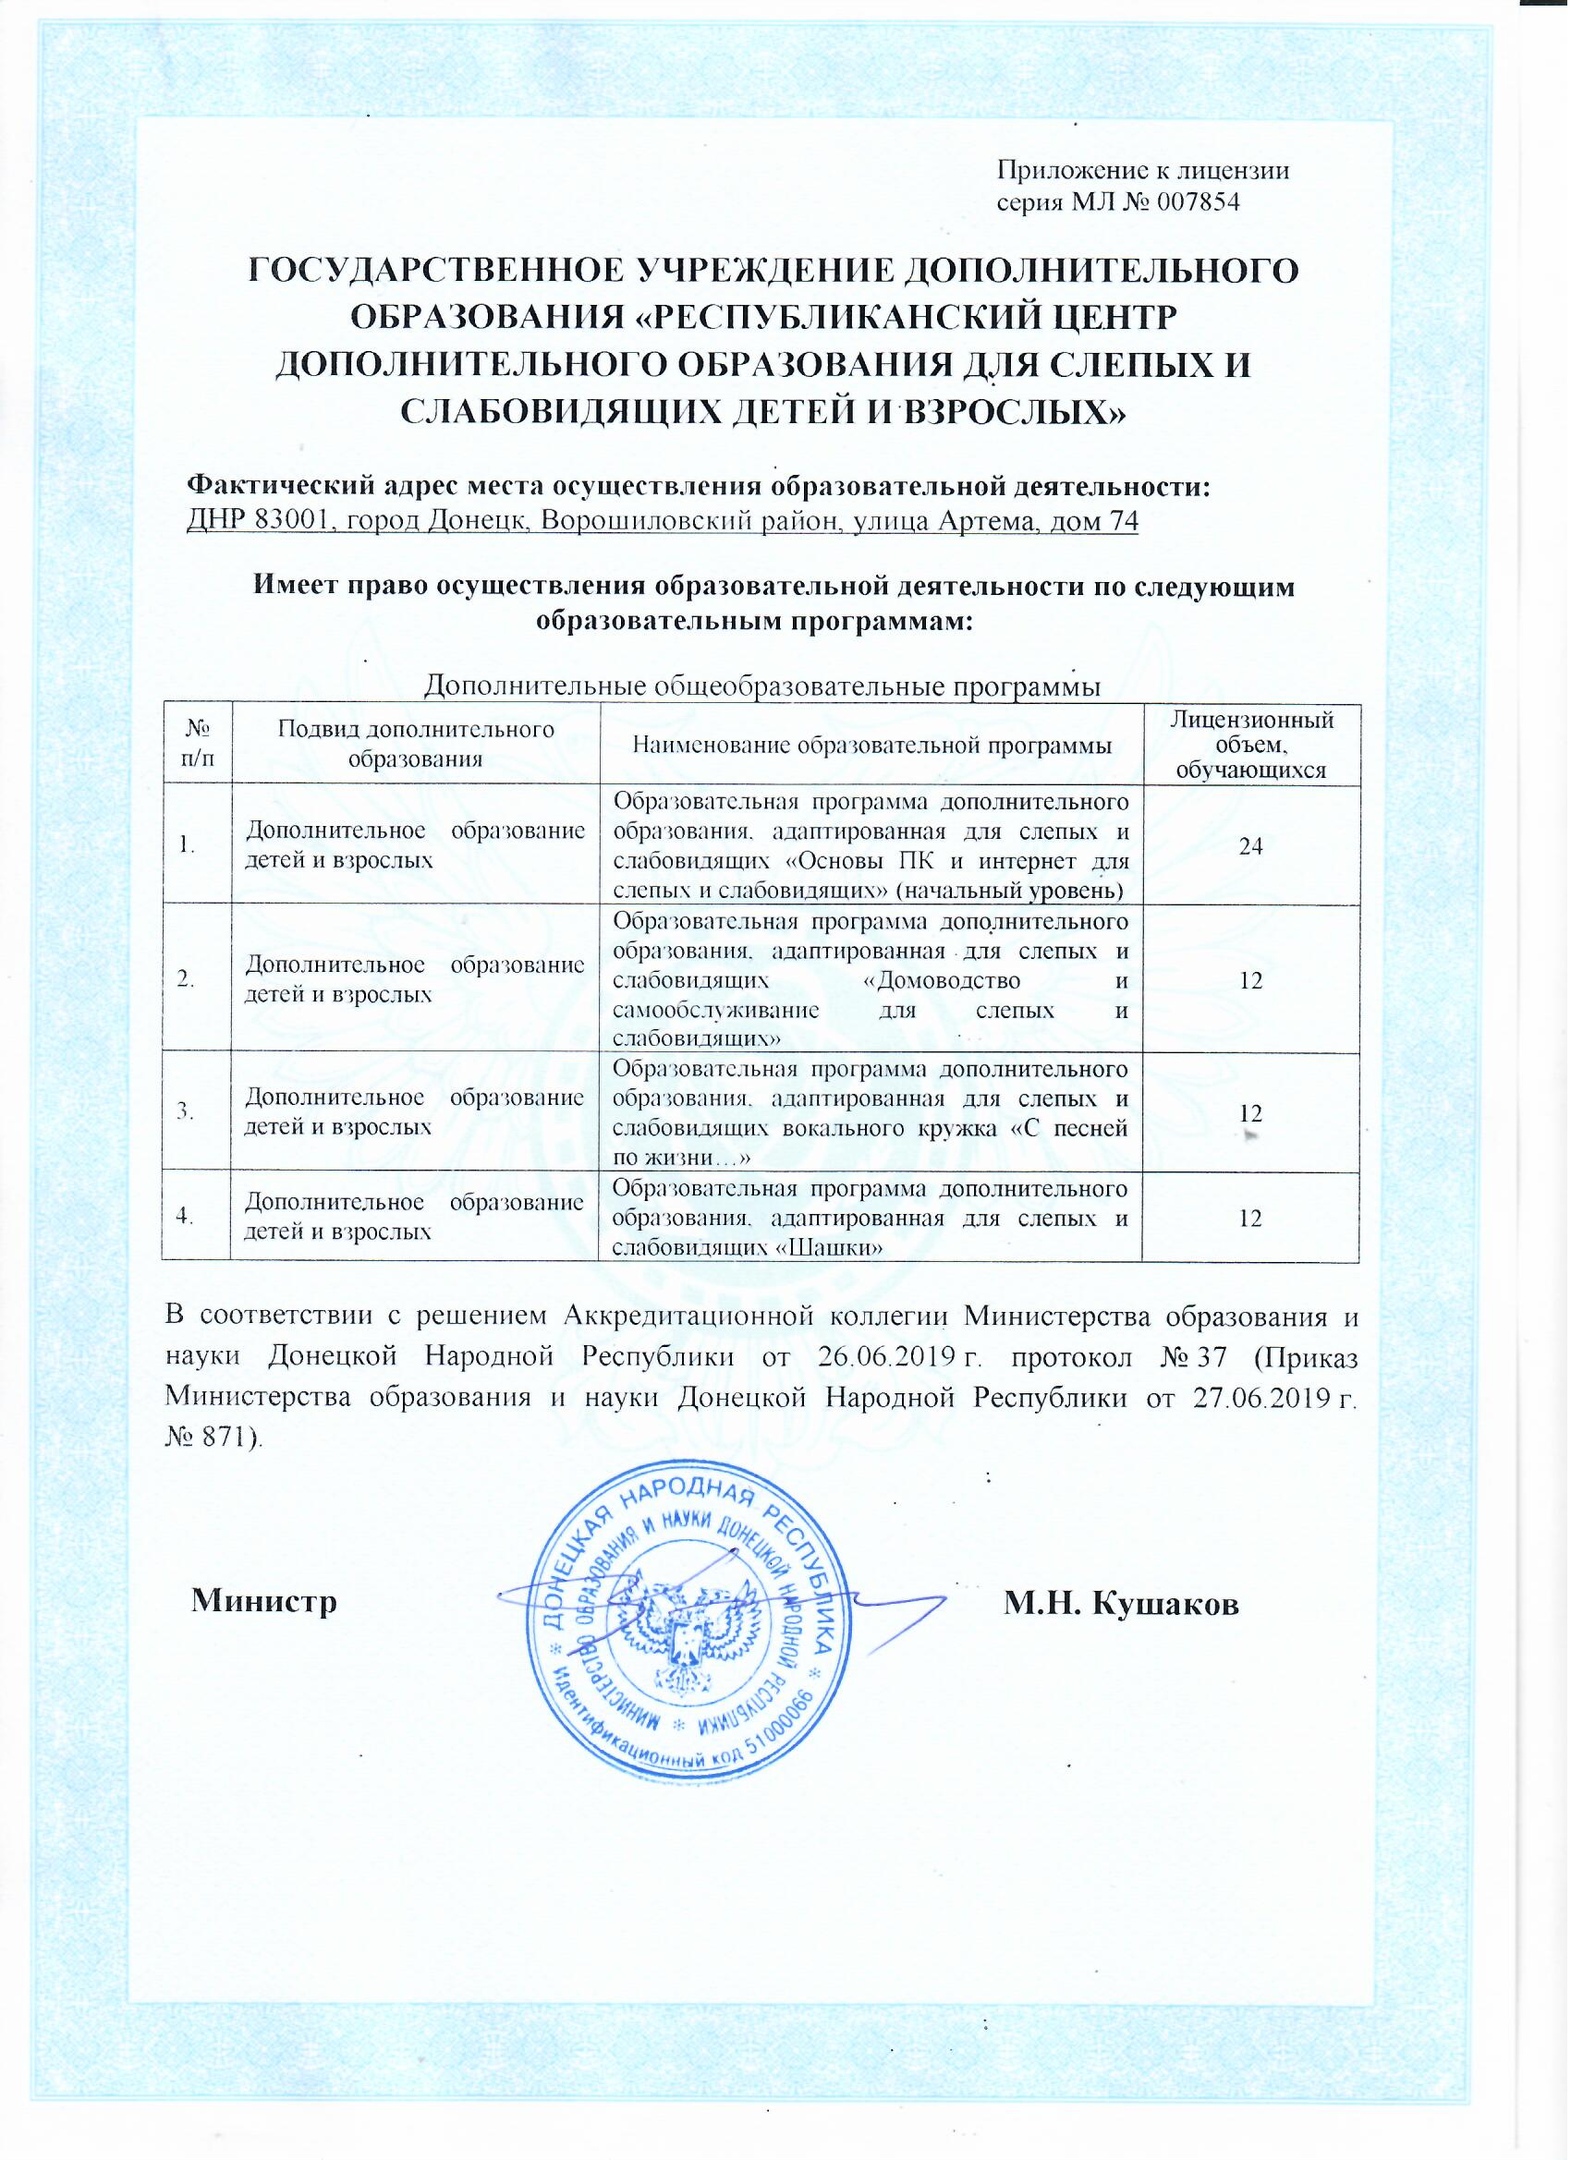 Приложение к лицензии
серия МЛ № 007854
ГОСУДАРСТВЕННОЕ УЧРЕЖДЕНИЕ ДОПОЛНИТЕЛЬНОГО
ОБРАЗОВАНИЯ «РЕСПУБЛИКАНСКИЙ ЦЕНТР
ДОПОЛНИТЕЛЬНОГО ОБРАЗОВАНИЯ ДЛЯ СЛЕПЫХ И
СЛАБОВИДЯЩИХ ДЕТЕЙ И ВЗРОСЛЫХ»
Фактический адрес места осуществления образовательной деятельности:
ДНР 83001, город Донецк, Ворошиловский район, улица Артема, дом 74
Имеет право осуществления образовательной деятельности по следующим
образовательным программам:
Дополнительные общеобразовательные программы
№
п/п
Подвид дополнительного
образования
Наименование образовательной программы
Лицензионный
объем,
обучающихся
1.
Дополнительное образование
детей и взрослых
Образовательная программа дополнительного
образования, адаптированная для слепых и
слабовидящих «Основы ПК и интернет для
слепых и слабовидящих» (начальный уровень)
24
2.
Дополнительное образование
детей и взрослых
Образовательная программа дополнительного
образования, адаптированная для слепых и
слабовидящих «Домоводство и
самообслуживание для слепых и
слабовидящих»
12
3.
Дополнительное образование
детей и взрослых
Образовательная программа дополнительного
образования, адаптированная для слепых и
слабовидящих вокального кружка «С песней
по жизни…»
12
4.
Дополнительное образование
детей и взрослых
Образовательная программа дополнительного
образования, адаптированная для слепых и
слабовидящих «Шашки»
12
В соответствии с решением Аккредитационной коллегии Министерства образования и
науки Донецкой Народной Республики от 26.06.2019 г. протокол № 37 (Приказ
Министерства образования и науки Донецкой Народной Республики от 27.06.2019 г.
№ 871).
Министр
ДОНЕЦКАЯ НАРОДНАЯ РЕСПУБЛИКА
Идентификационный код 51000066
МИНИСТЕРСТВО ОБРАЗОВАНИЯ И НАУКИ ДОНЕЦКОЙ НАРОДНОЙ РЕСПУБЛИКИ
М.Н. Кушаков